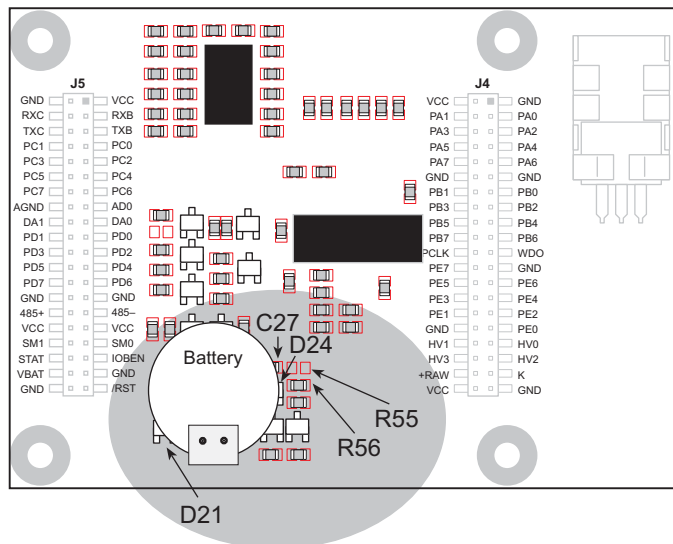 J5
GND VCC
RXC RXB
TXC TXB
PC1 PC0
PC3 PC2
PC5 PC4
PC7 PC6
AGND AD0
DA1 DA0
PD1 PD0
PD3 PD2
PD5 PD4
PD7 PD6
GND GND
485+ 485–
VCC VCC
SM1 SM0
STAT IOBEN
VBAT GND
GND /RST
J4
VCC GND
PA1 PA0
PA3 PA2
PA5 PA4
PA7 PA6
GND GND
PB1 PB0
PB3 PB2
PB5 PB4
PB7 PB6
PCLK WDO
PE7 GND
PE5 PE6
PE3 PE4
PE1 PE2
GND PE0
HV1 HV0
HV3 HV2
+RAW K
VCC GND
C27
D24
Battery
R55
R56
D21